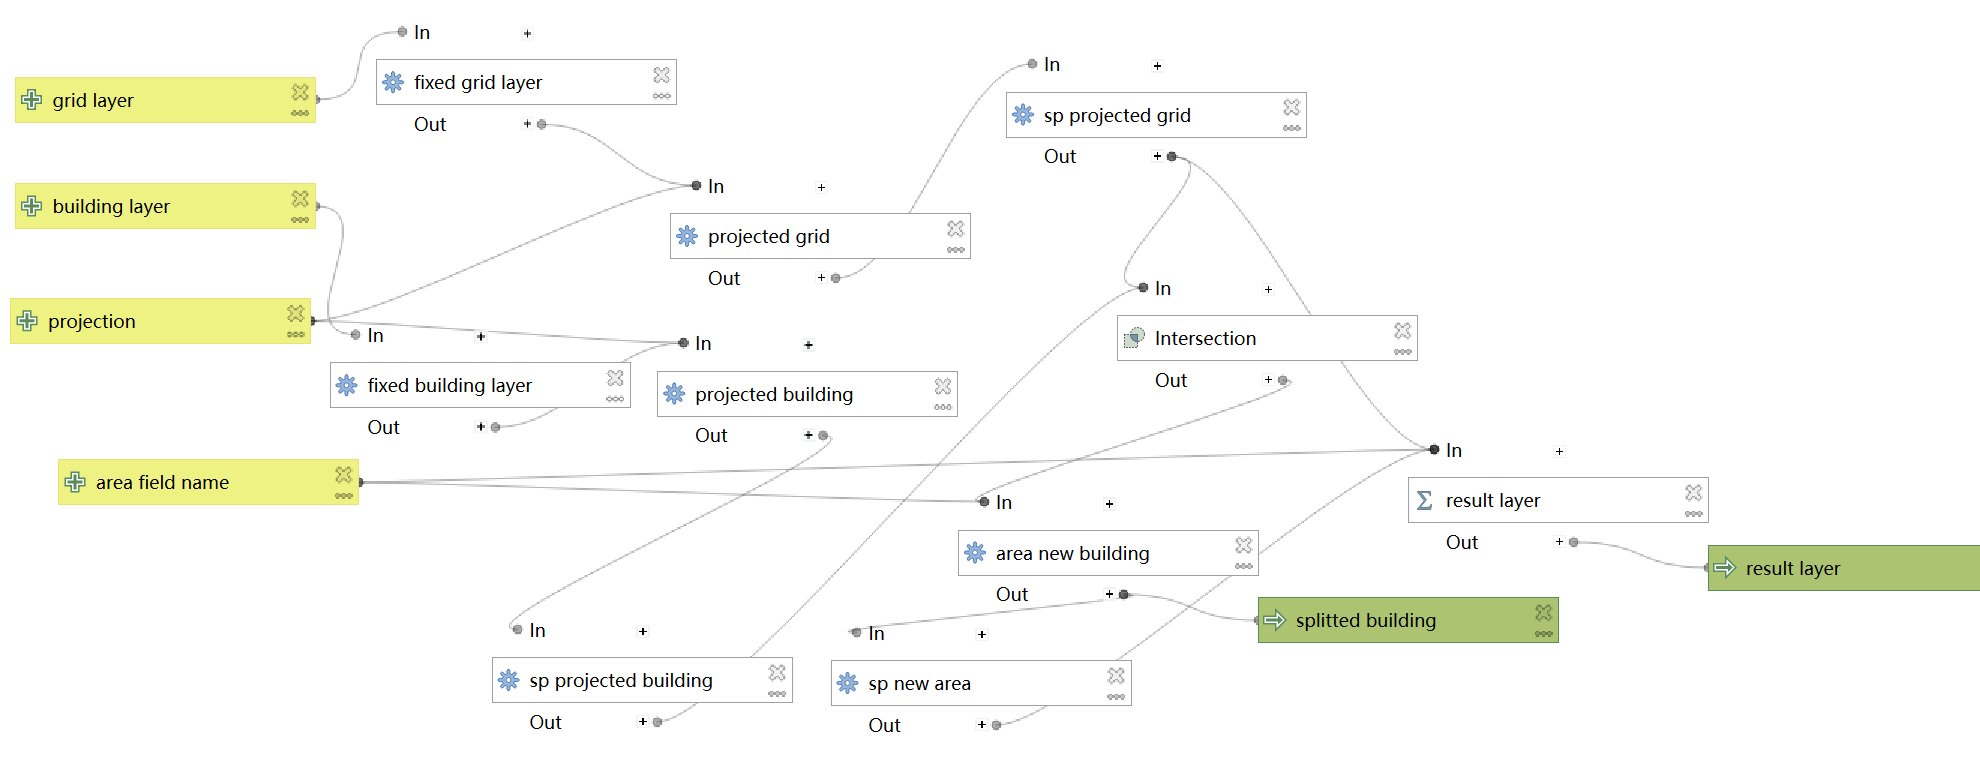 In
+
grid layer
fixed grid layer
Out
+
In
+
sp projected grid
Out
+
building layer
In
+
projected grid
Out
+
projection
In
+
fixed building layer
Out
+
In
+
projected building
Out
+
In
+
Intersection
Out
+
area field name
In
+
area new building
Out
+
In
+
result layer
Out
+
result layer
splitted building
In
+
sp projected building
Out
+
In
+
sp new area
Out
+